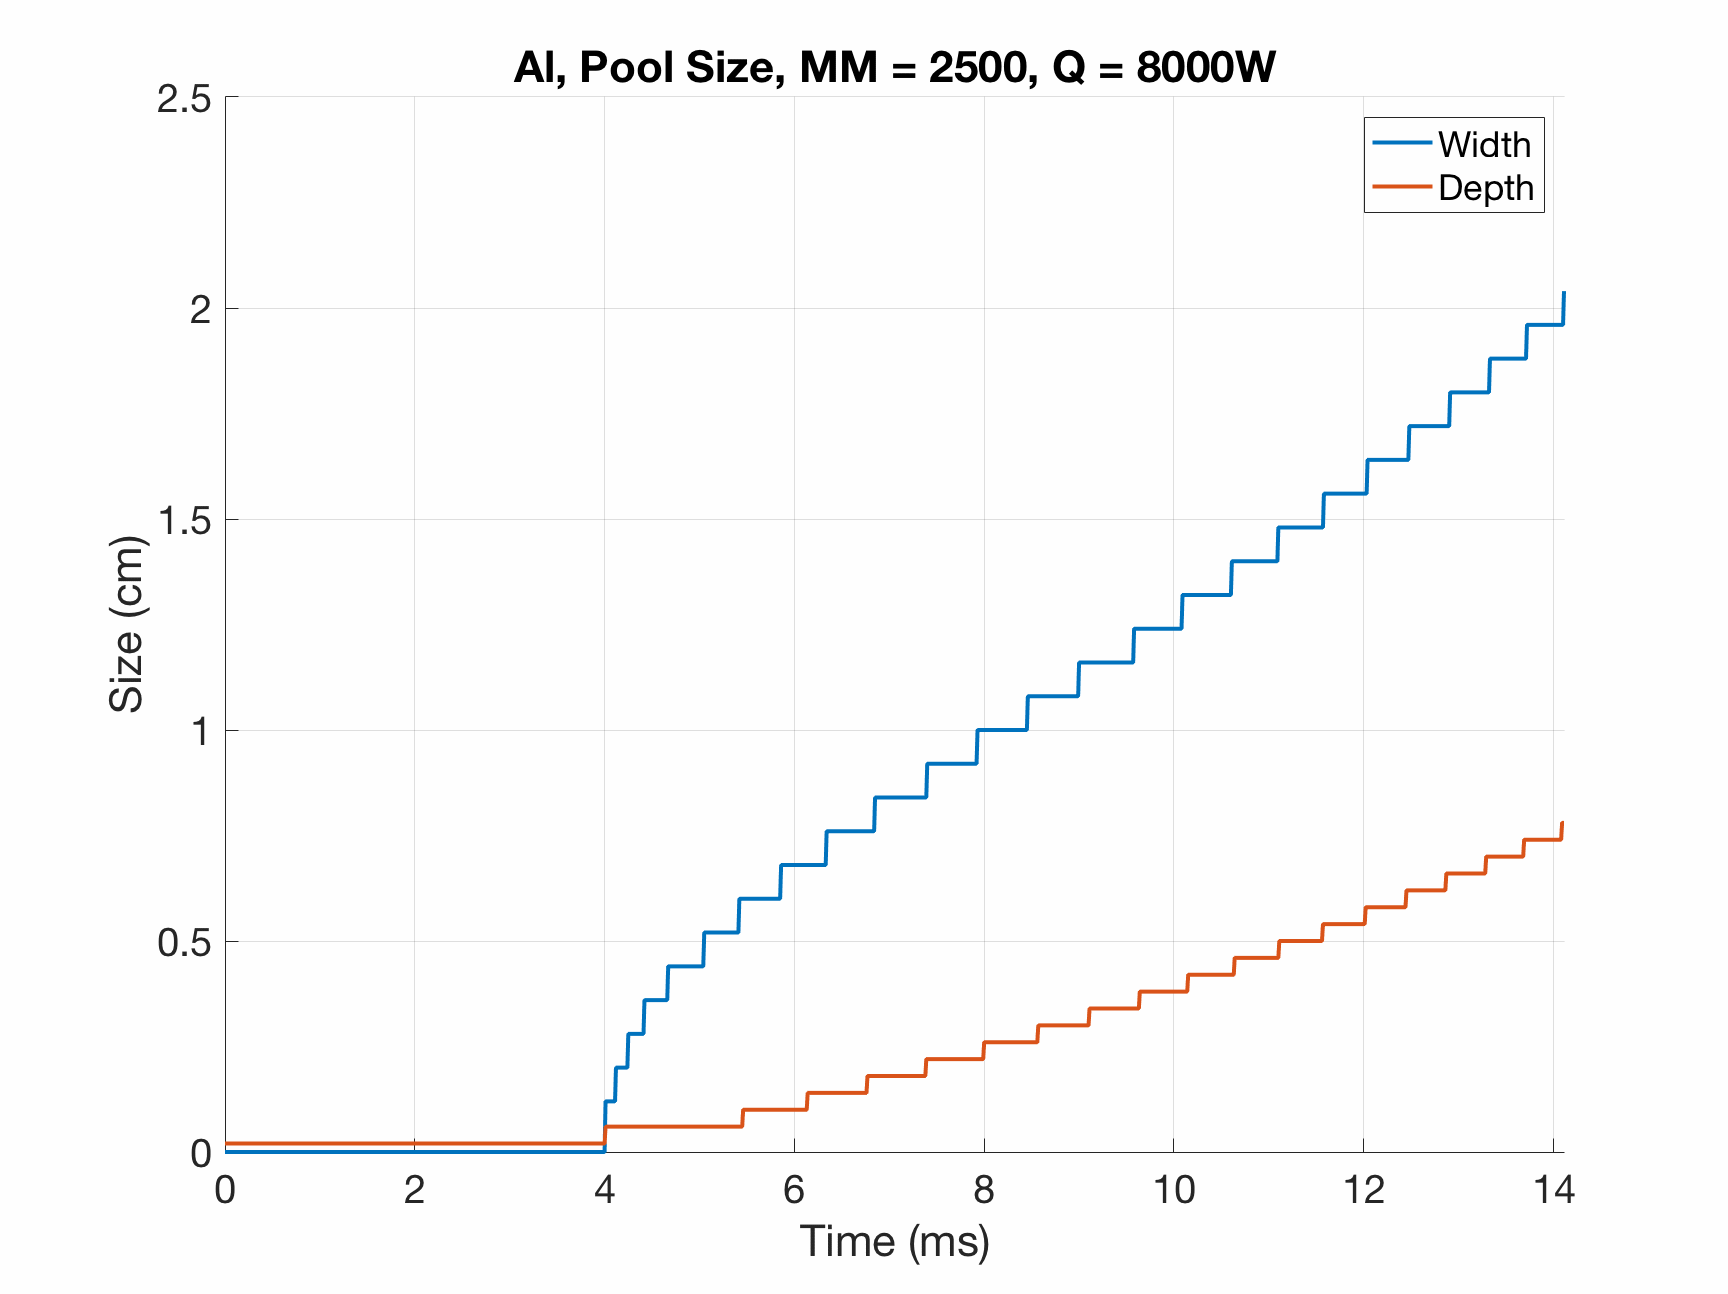 Al, Pool Size, MM = 2500, Q = 8000W
2.5
2
1.5
1
0.5
0
Size (cm)
Width
Depth
0 2 4 6 8 10 12 14
Time (ms)